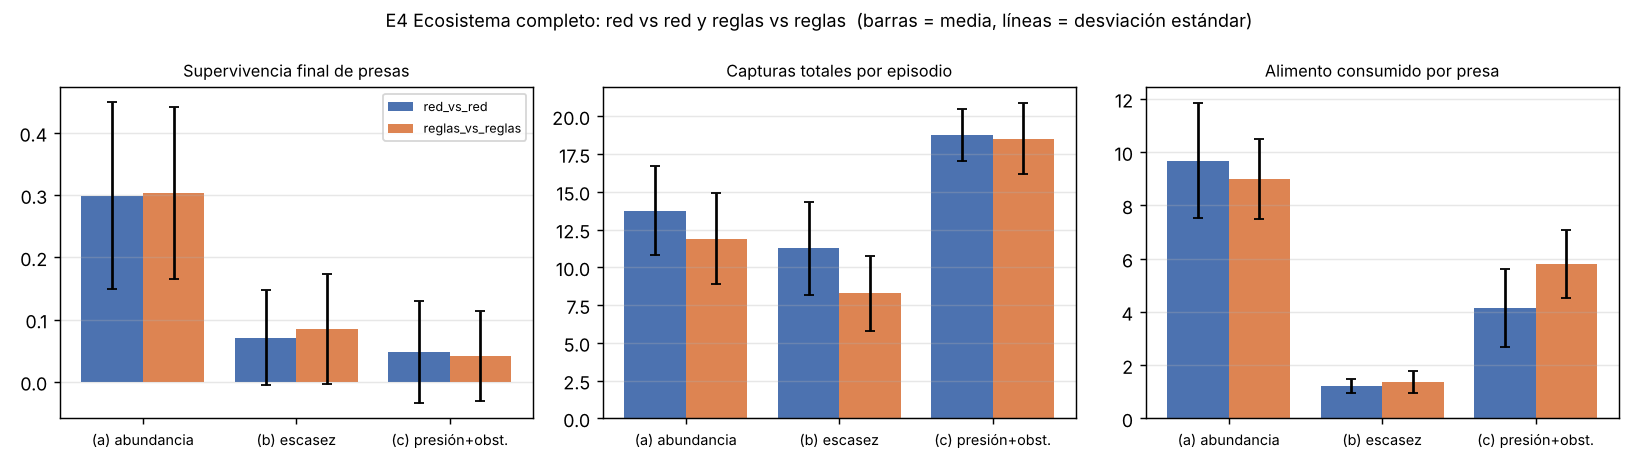 E4 Ecosistema completo: red vs red y reglas vs reglas  (barras = media, líneas = desviación estándar)
Supervivencia final de presas
red_vs_red
reglas_vs_reglas
0.4
0.3
0.2
0.1
0.0
(a) abundancia
(b) escasez
(c) presión+obst.
Capturas totales por episodio
20.0
17.5
15.0
12.5
10.0
7.5
5.0
2.5
0.0
(a) abundancia
(b) escasez
(c) presión+obst.
Alimento consumido por presa
12
10
8
6
4
2
0
(a) abundancia
(b) escasez
(c) presión+obst.